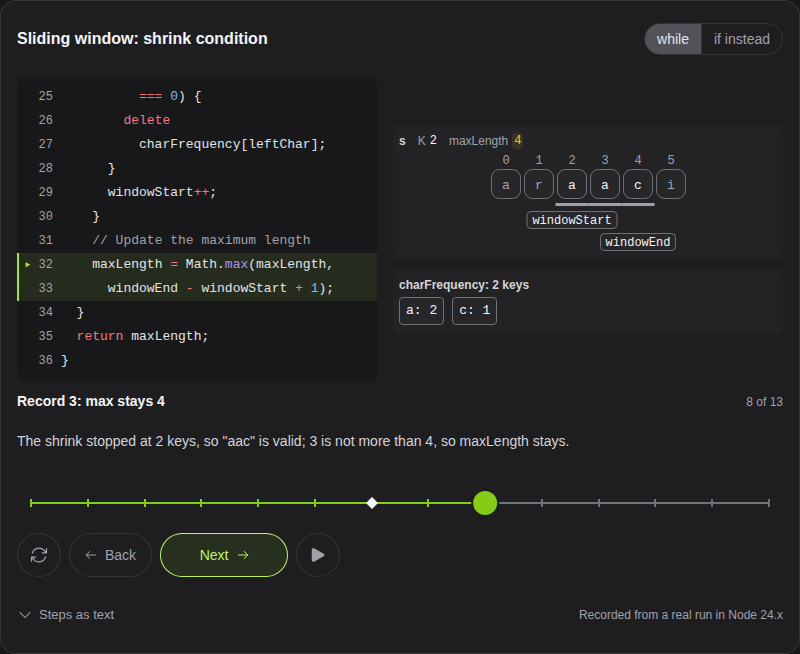 Sliding window: shrink condition
while
if instead
25 === 0) {
26 delete
27 charFrequency[leftChar];
28 }
29 windowStart++;
30 }
31 // Update the maximum length
32 maxLength = Math.max(maxLength,
33 windowEnd - windowStart + 1);
34 }
35 return maxLength;
36 }
s K 2 maxLength 4
0 1 2 3 4 5
a r a a c i
windowStart
windowEnd
charFrequency: 2 keys
a: 2 c: 1
Record 3: max stays 4
8 of 13
The shrink stopped at 2 keys, so "aac" is valid; 3 is not more than 4, so maxLength stays.
← Back
Next →
Steps as text
Recorded from a real run in Node 24.x